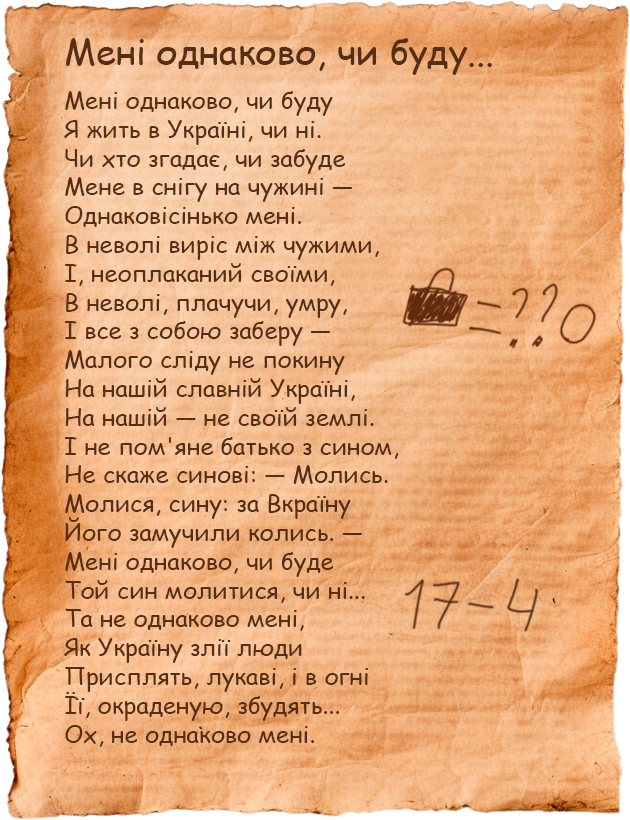 Мені однаково, чи буду...
Мені однаково, чи буду
Я жить в Україні, чи ні.
Чи хто згадає, чи забуде
Мене в снігу на чужині —
Однаковісінько мені.
В неволі виріс між чужими,
І, неоплаканий своїми,
В неволі, плачучи, умру,
І все з собою заберу —
Малого сліду не покину
На нашій славній Україні,
На нашій — не своїй землі.
І не пом'яне батько з сином,
Не скаже синові: — Молись.
Молися, сину: за Вкраїну
Його замучили колись. —
Мені однаково, чи буде
Той син молитися, чи ні...
Та не однаково мені,
Як Україну злії люди
Присплять, лукаві, і в огні
Її, окраденую, збудять...
Ох, не однаково мені.
=??0
17-4